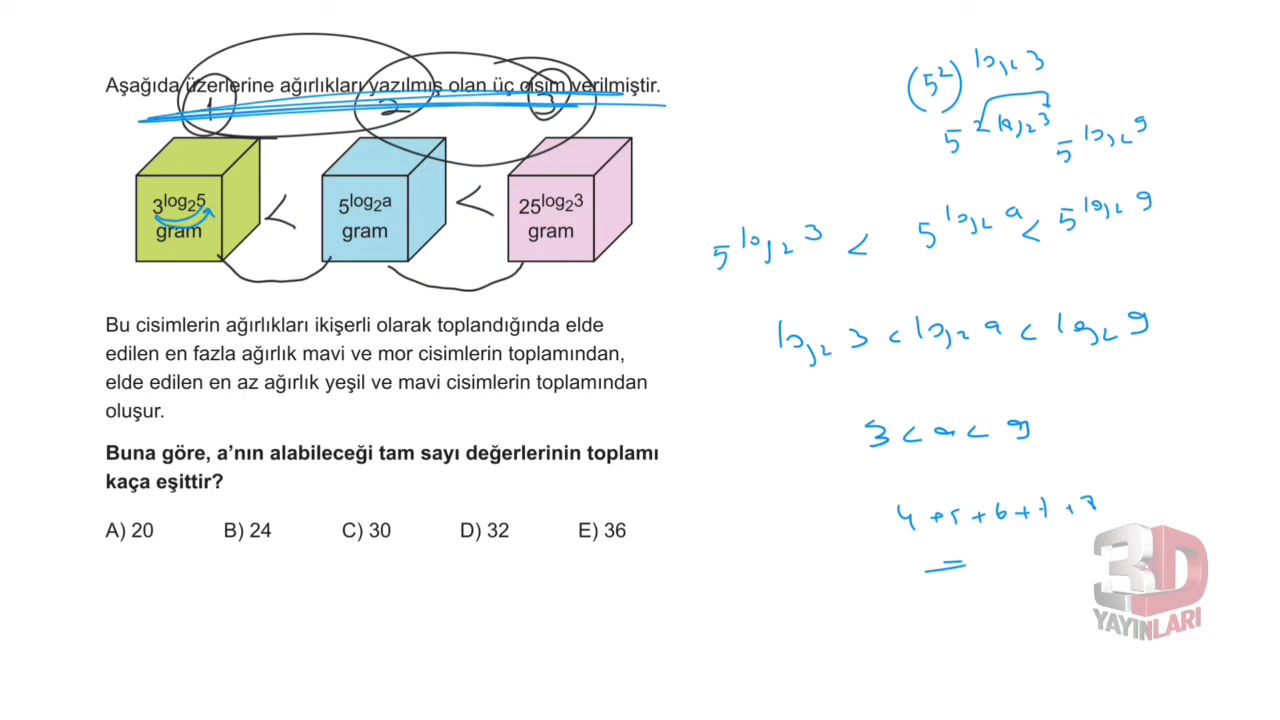 Aşağıda üzerlerine ağırlıkları yazılmış olan üç cisim verilmiştir.
1 2 3
3^log₂5 gram < 5^log₂a gram < 25^log₂3 gram
Bu cisimlerin ağırlıkları ikişerli olarak toplandığında elde
edilen en fazla ağırlık mavi ve mor cisimlerin toplamından,
elde edilen en az ağırlık yeşil ve mavi cisimlerin toplamından
oluşur.
Buna göre, a’nın alabileceği tam sayı değerlerinin toplamı
kaça eşittir?
A) 20 B) 24 C) 30 D) 32 E) 36
(5²)^log₂3
5^2log₂3 5^log₂9
5^log₂3 < 5^log₂a < 5^log₂9
log₂3 < log₂a < log₂9
3 < a < 9
4 + 5 + 6 + 7 + 8
=
3D
YAYINLARI